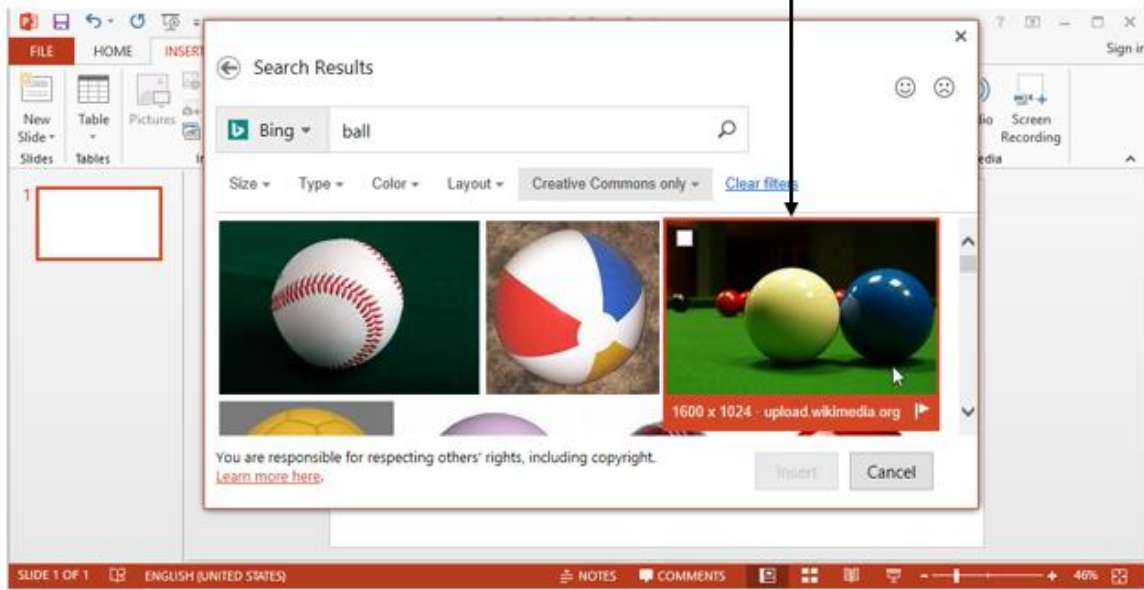 ? 
FILE HOME INSERT Sign in
New Slide Table Pictures Screen Recording
Slides Tables
1
Search Results
Bing ball
Size Type Color Layout Creative Commons only Clear filters
1600 x 1024 · upload.wikimedia.org
You are responsible for respecting others' rights, including copyright.
Learn more here.
Insert Cancel
SLIDE 1 OF 1 ENGLISH (UNITED STATES) NOTES COMMENTS 46%